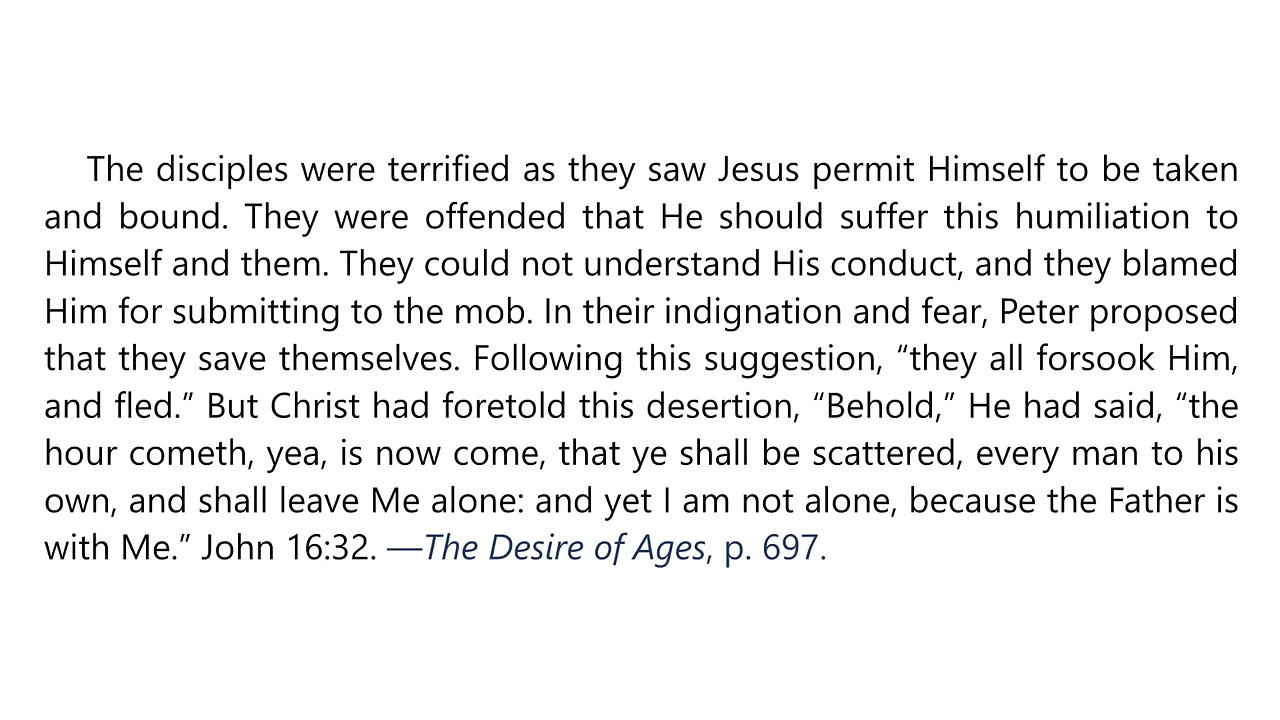 The disciples were terrified as they saw Jesus permit Himself to be taken
and bound. They were offended that He should suffer this humiliation to
Himself and them. They could not understand His conduct, and they blamed
Him for submitting to the mob. In their indignation and fear, Peter proposed
that they save themselves. Following this suggestion, “they all forsook Him,
and fled.” But Christ had foretold this desertion, “Behold,” He had said, “the
hour cometh, yea, is now come, that ye shall be scattered, every man to his
own, and shall leave Me alone: and yet I am not alone, because the Father is
with Me.” John 16:32. —The Desire of Ages, p. 697.